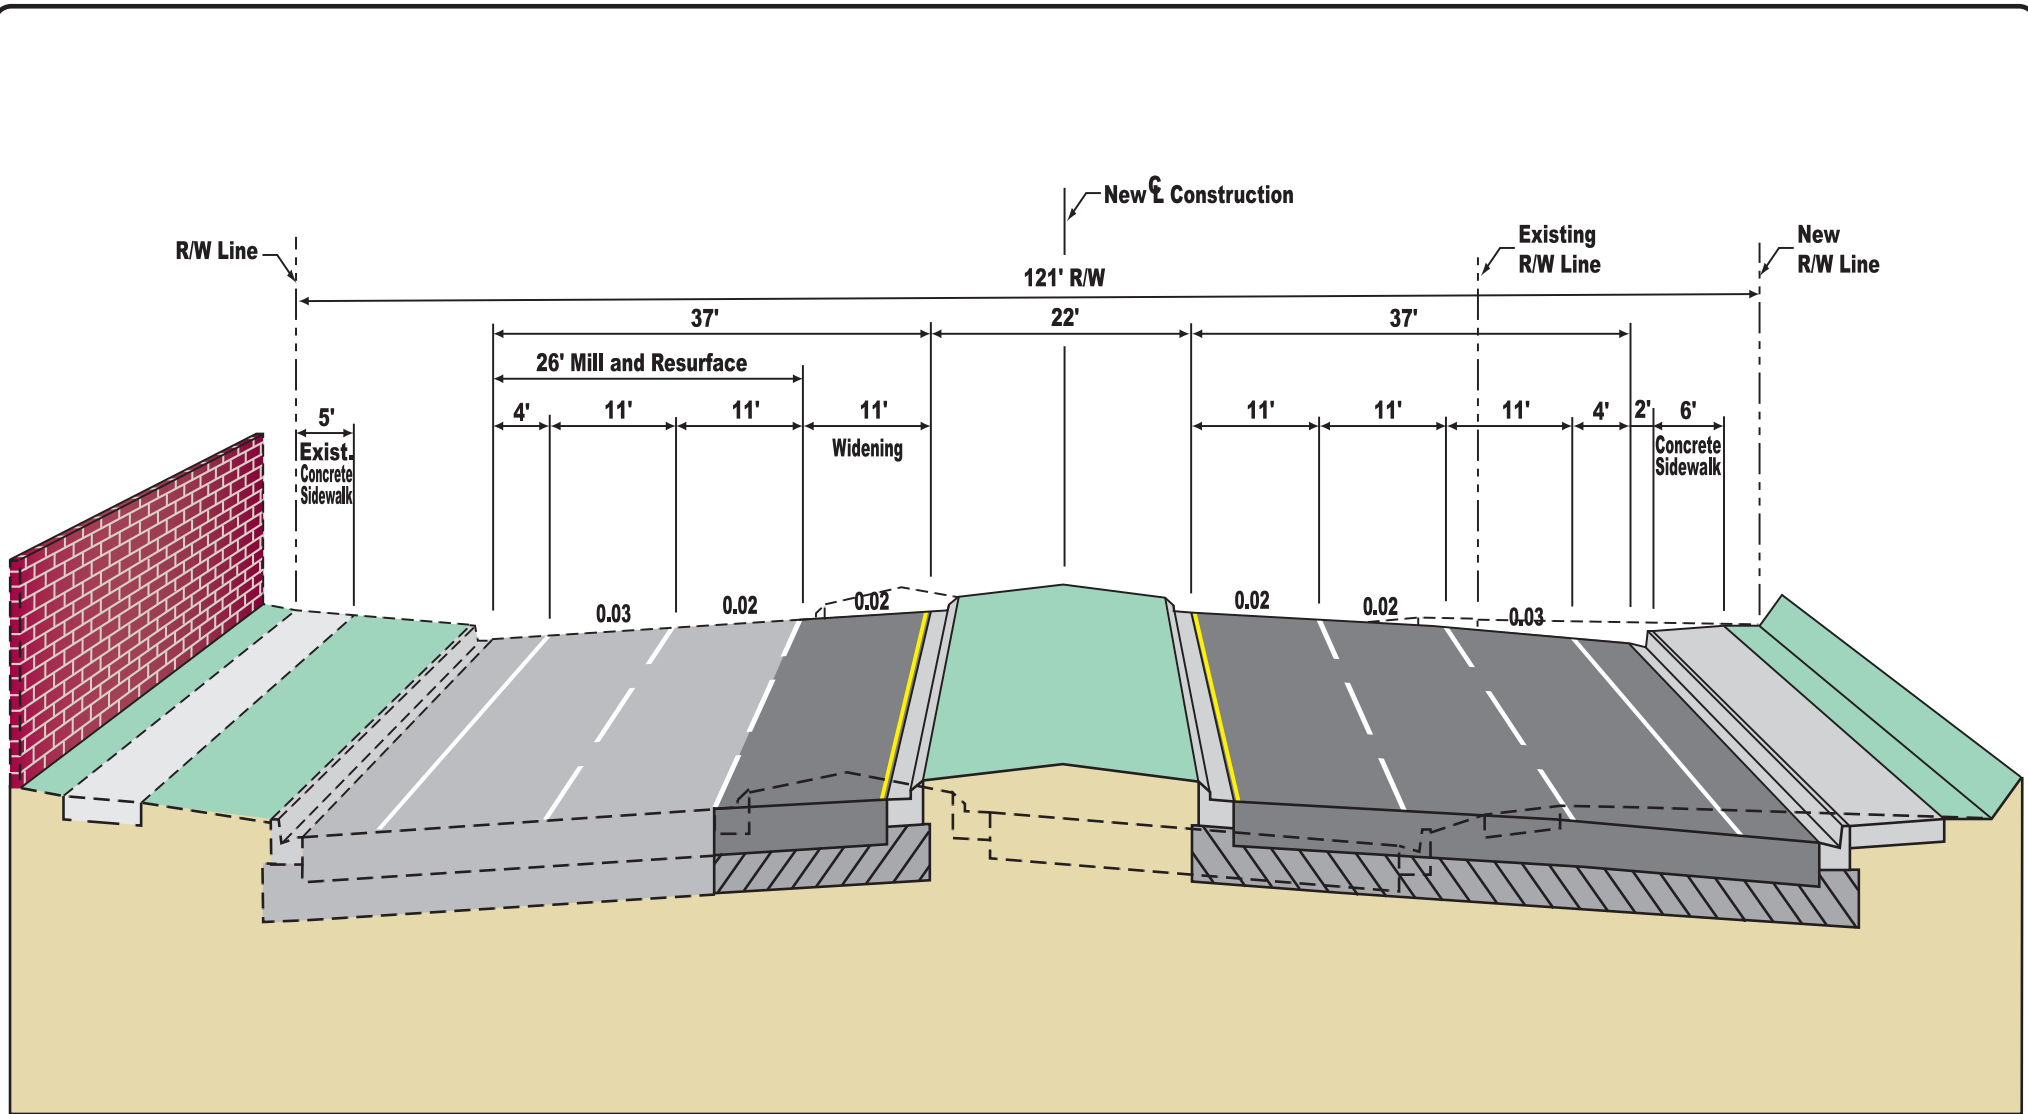 New ℄ Construction
R/W Line
Existing
R/W Line
New
R/W Line
121' R/W
37'
22'
37'
26' Mill and Resurface
5'
4'
11'
11'
11'
11'
11'
11'
4'
2'
6'
Exist.
Concrete
Sidewalk
Widening
Concrete
Sidewalk
0.03
0.02
0.02
0.02
0.02
0.03